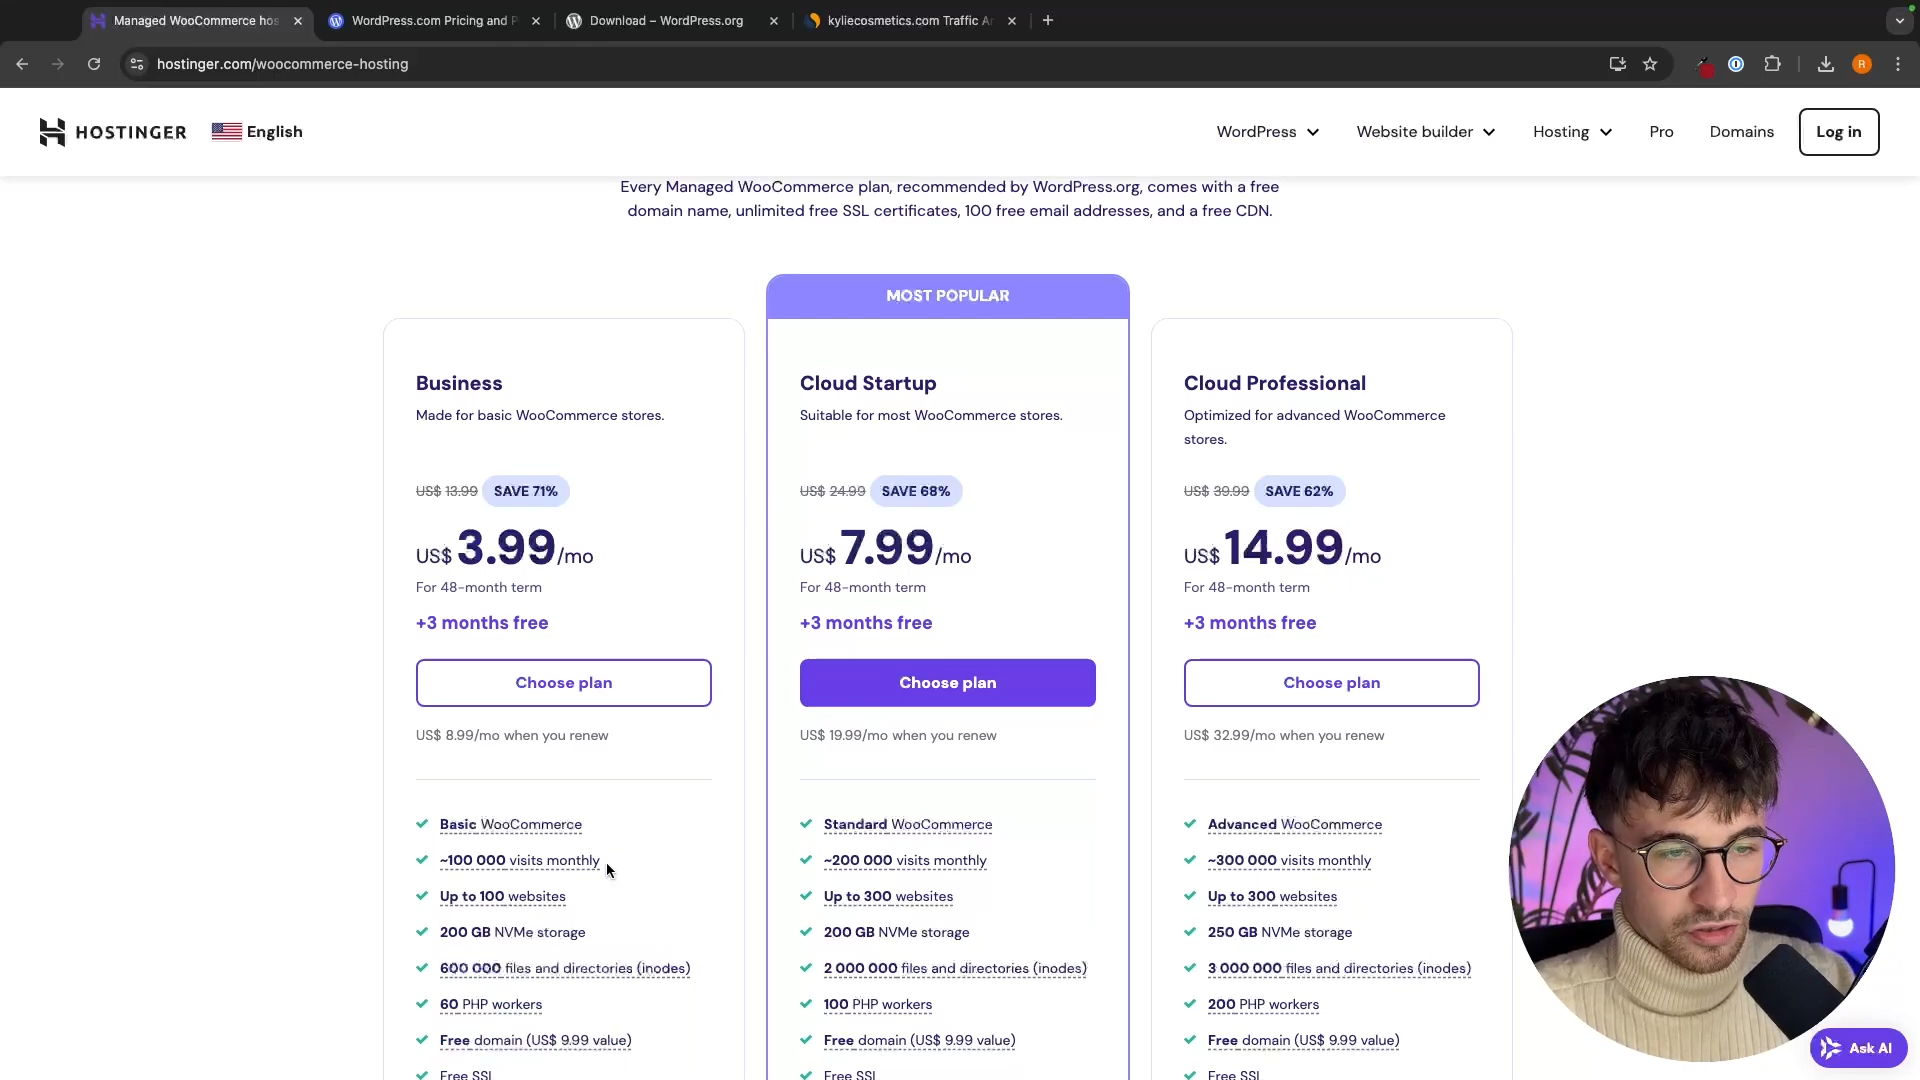 Managed WooCommerce hos
WordPress.com Pricing and P
Download – WordPress.org
kyliecosmetics.com Traffic An
hostinger.com/woocommerce-hosting
R
HOSTINGER
English
WordPress
Website builder
Hosting
Pro
Domains
Log in
Every Managed WooCommerce plan, recommended by WordPress.org, comes with a free
domain name, unlimited free SSL certificates, 100 free email addresses, and a free CDN.
MOST POPULAR
Business
Made for basic WooCommerce stores.
US$ 13.99 SAVE 71%
US$ 3.99/mo
For 48-month term
+3 months free
Choose plan
US$ 8.99/mo when you renew
Basic WooCommerce
~100 000 visits monthly
Up to 100 websites
200 GB NVMe storage
600 000 files and directories (inodes)
60 PHP workers
Free domain (US$ 9.99 value)
Free SSL
Cloud Startup
Suitable for most WooCommerce stores.
US$ 24.99 SAVE 68%
US$ 7.99/mo
For 48-month term
+3 months free
Choose plan
US$ 19.99/mo when you renew
Standard WooCommerce
~200 000 visits monthly
Up to 300 websites
200 GB NVMe storage
2 000 000 files and directories (inodes)
100 PHP workers
Free domain (US$ 9.99 value)
Free SSL
Cloud Professional
Optimized for advanced WooCommerce
stores.
US$ 39.99 SAVE 62%
US$ 14.99/mo
For 48-month term
+3 months free
Choose plan
US$ 32.99/mo when you renew
Advanced WooCommerce
~300 000 visits monthly
Up to 300 websites
250 GB NVMe storage
3 000 000 files and directories (inodes)
200 PHP workers
Free domain (US$ 9.99 value)
Free SSL
Ask AI